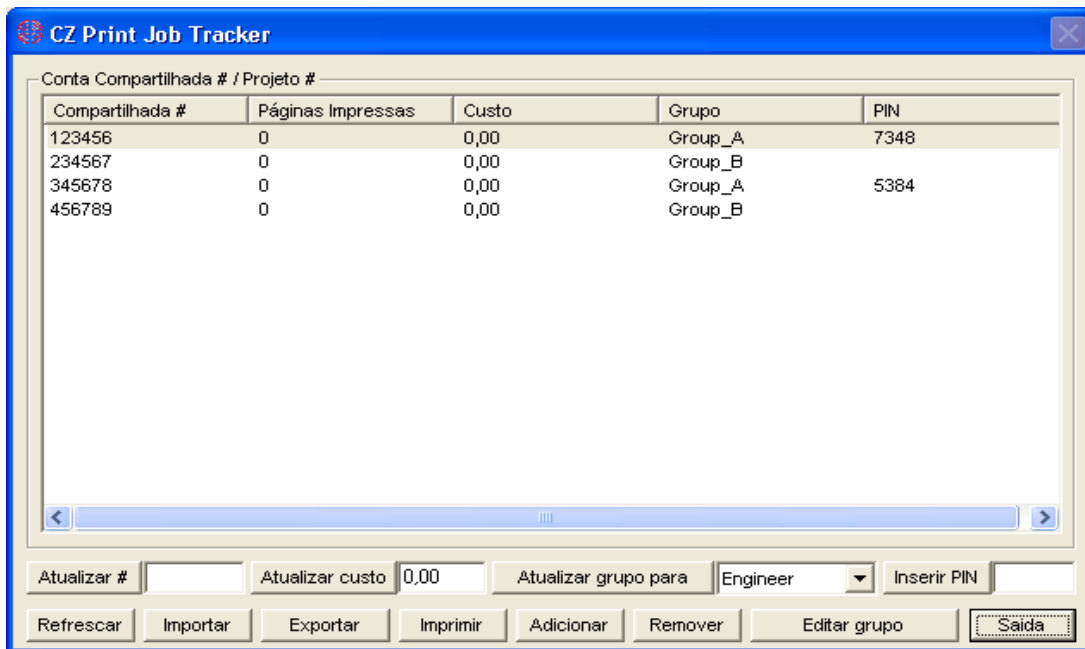 CZ Print Job Tracker
Conta Compartilhada # / Projeto #
Compartilhada # Páginas Impressas Custo Grupo PIN
123456 0 0,00 Group_A 7348
234567 0 0,00 Group_B
345678 0 0,00 Group_A 5384
456789 0 0,00 Group_B
Atualizar # Atualizar custo 0,00 Atualizar grupo para Engineer Inserir PIN
Refrescar Importar Exportar Imprimir Adicionar Remover Editar grupo Saida